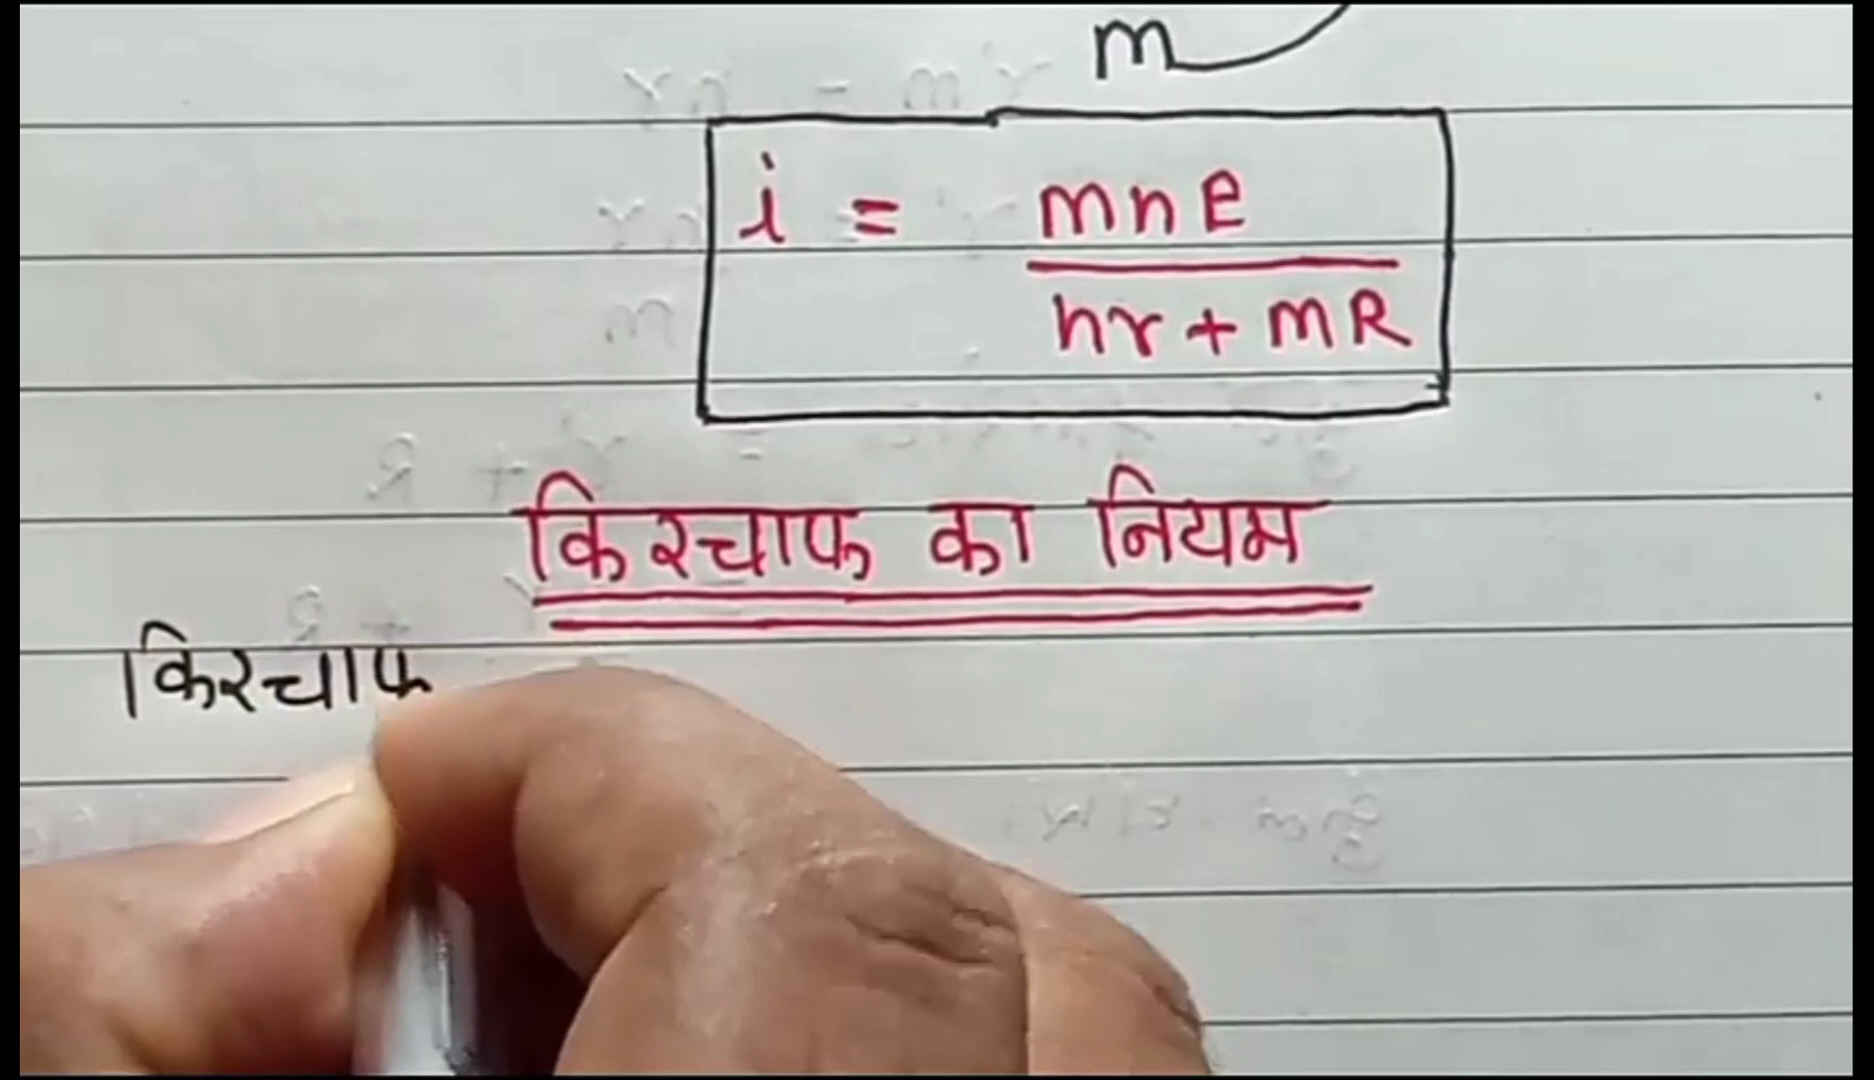 m
i = mnE
nr + mR
किरचाफ का नियम
किरचाफ